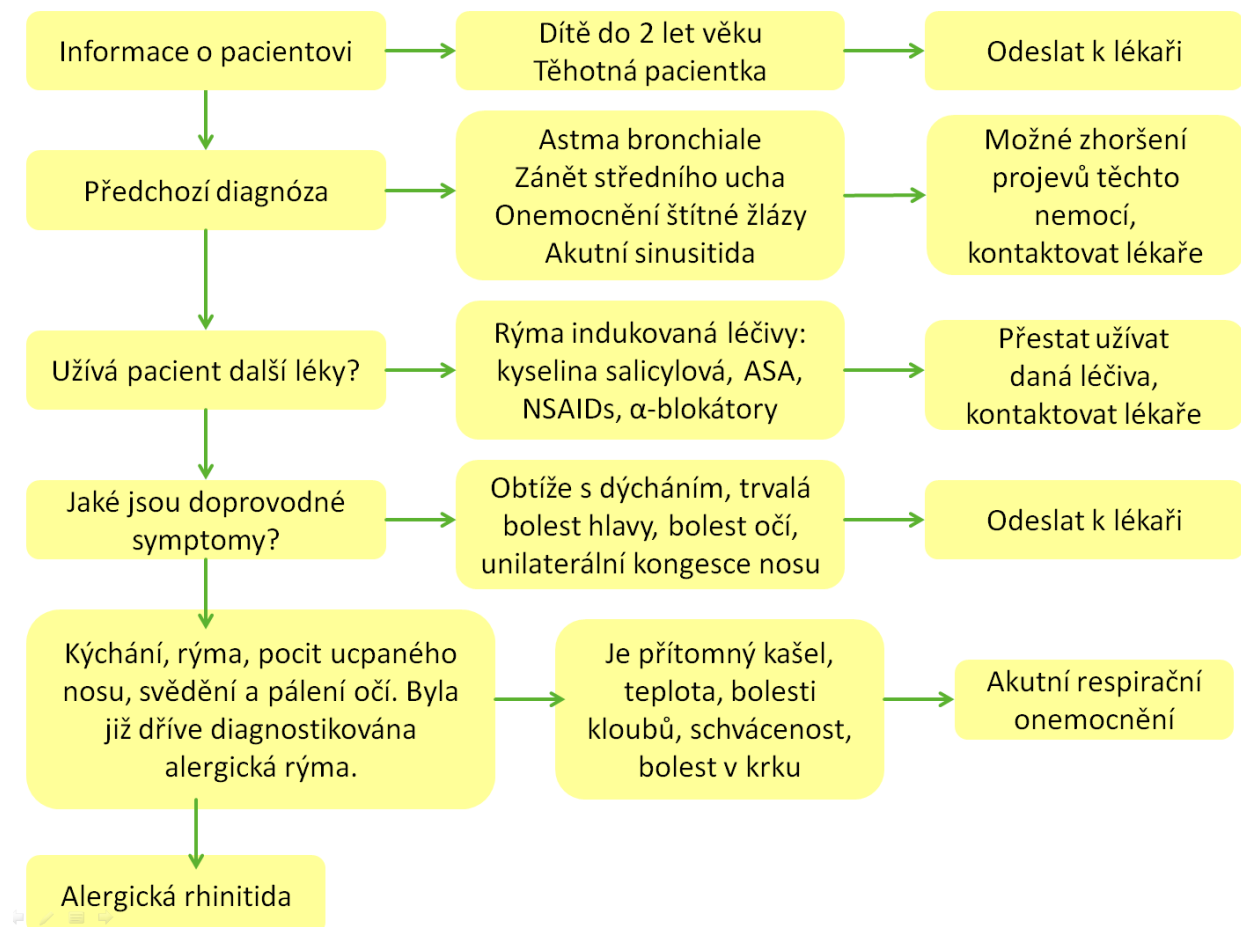 Informace o pacientovi
Dítě do 2 let věku
Těhotná pacientka
Odeslat k lékaři
Předchozí diagnóza
Astma bronchiale
Zánět středního ucha
Onemocnění štítné žlázy
Akutní sinusitida
Možné zhoršení
projevů těchto
nemocí,
kontaktovat lékaře
Užívá pacient další léky?
Rýma indukovaná léčivy:
kyselina salicylová, ASA,
NSAIDs, α-blokátory
Přestat užívat
daná léčiva,
kontaktovat lékaře
Jaké jsou doprovodné
symptomy?
Obtíže s dýcháním, trvalá
bolest hlavy, bolest očí,
unilaterální kongesce nosu
Odeslat k lékaři
Kýchání, rýma, pocit ucpaného
nosu, svědění a pálení očí. Byla
již dříve diagnostikována
alergická rýma.
Je přítomný kašel,
teplota, bolesti
kloubů, schvácenost,
bolest v krku
Akutní respirační
onemocnění
Alergická rhinitida